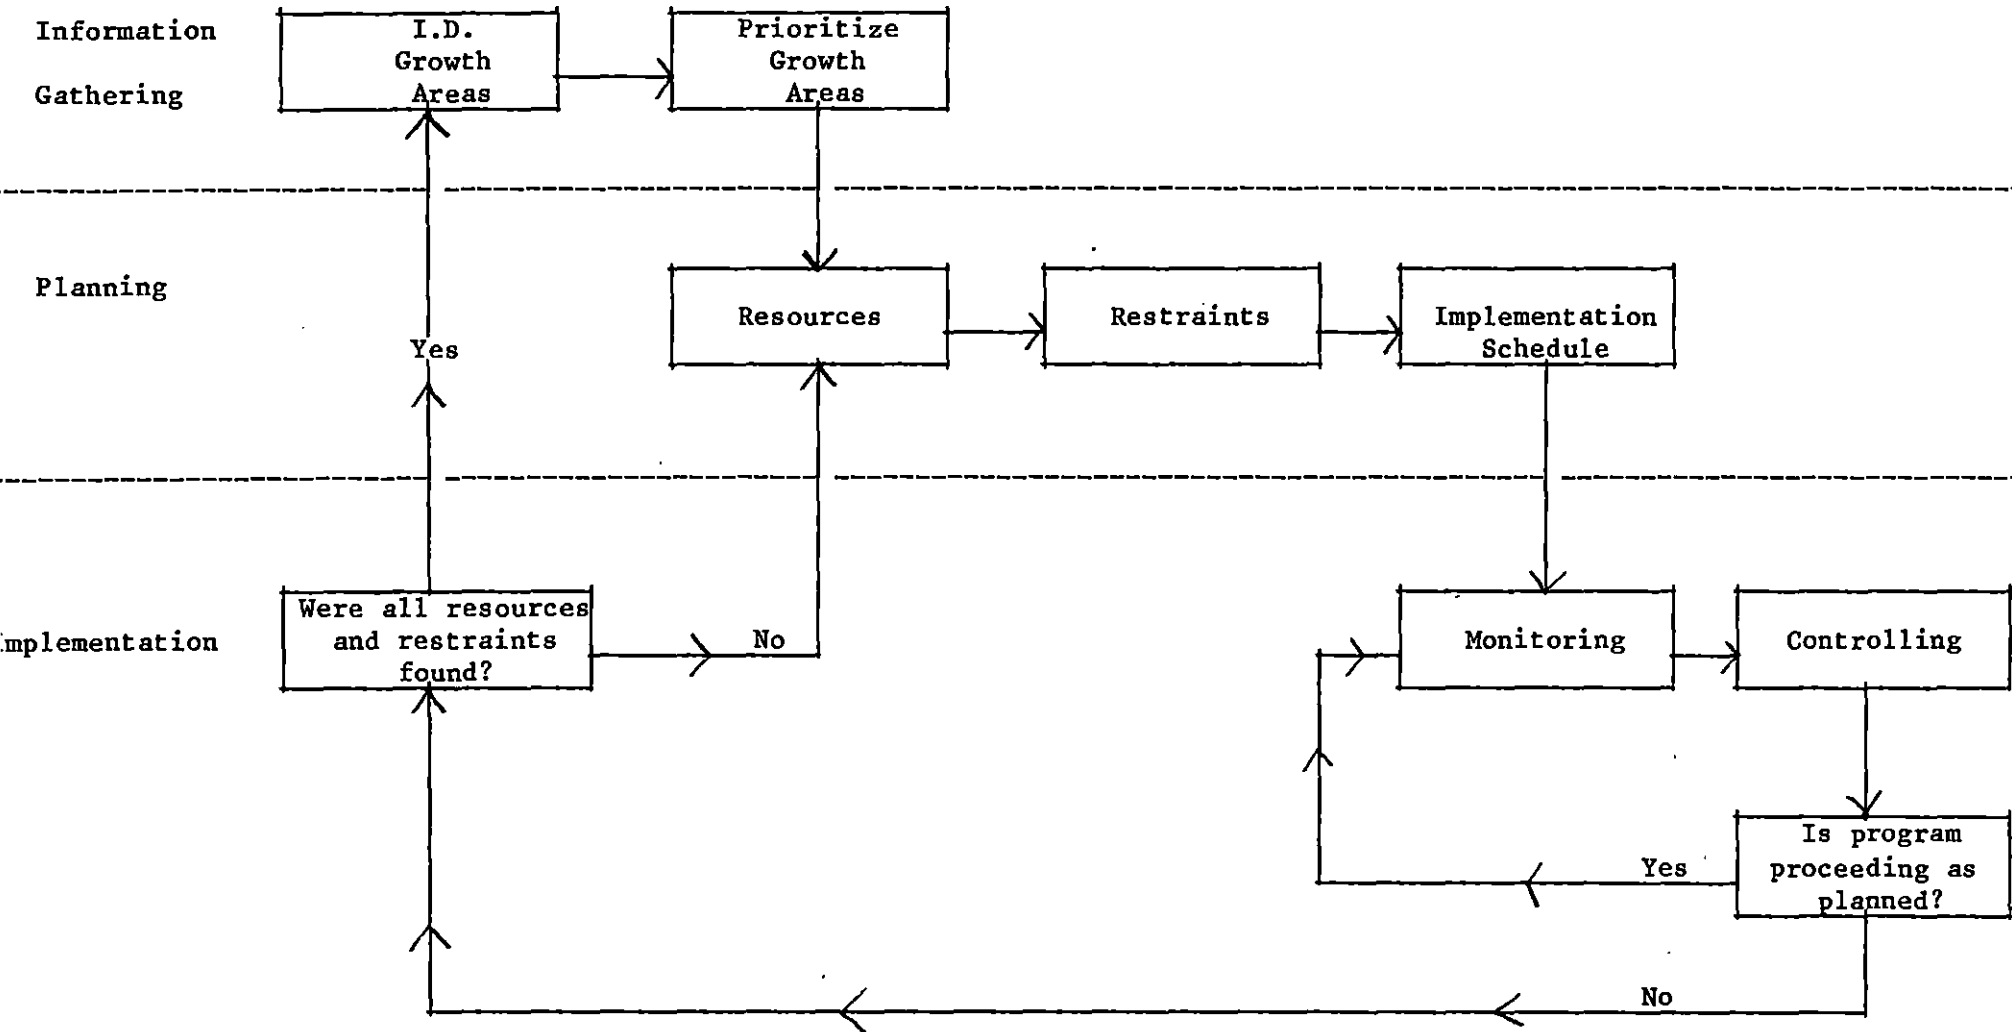 Information
Gathering
I.D.
Growth
Areas
Prioritize
Growth
Areas
Planning
Resources
Restraints
Implementation
Schedule
Yes
mplementation
Were all resources
and restraints
found?
No
Monitoring
Controlling
Is program
proceeding as
planned?
Yes
No